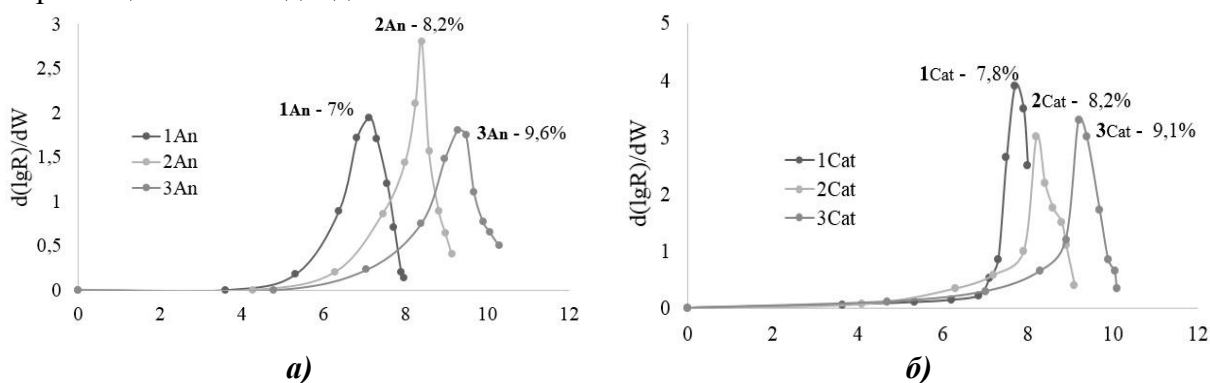 3
2,5
2
1,5
1
0,5
0
0 2 4 6 8 10 12
d(lgR)/dW
2An - 8,2%
1An - 7%
3An - 9,6%
1An
2An
3An
а)
5
4
3
2
1
0
0 2 4 6 8 10 12
d(lgR)/dW
1Cat - 7,8%
2Cat - 8,2%
3Cat - 9,1%
1Cat
2Cat
3Cat
б)